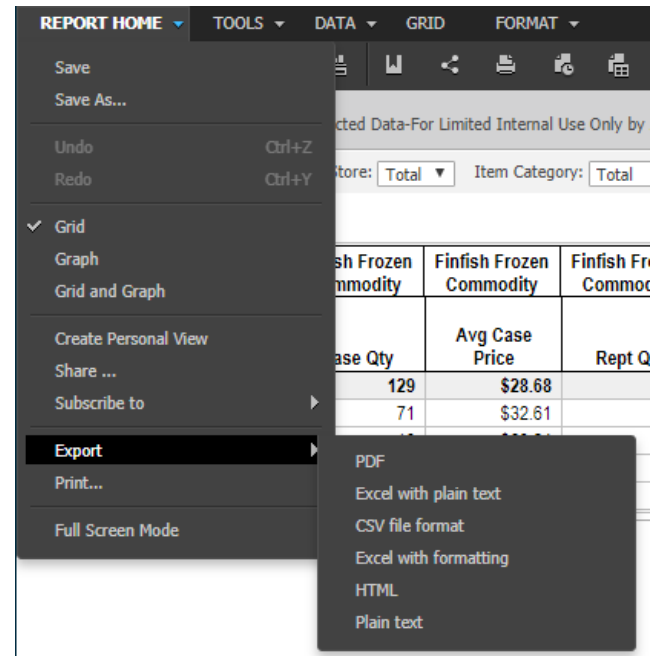 REPORT HOME TOOLS DATA GRID FORMAT
Save
Save As...
cted Data-For Limited Internal Use Only by
Undo Ctrl+Z
Redo Ctrl+Y
Store: Total Item Category: Total
Grid
Graph
Grid and Graph
sh Frozen Finfish Frozen Finfish Fr
mmodity Commodity Commod
Create Personal View
Share ...
Subscribe to
Avg Case
ase Qty Price Rept Q
129 $28.68
71 $32.61
Export
Print...
Full Screen Mode
PDF
Excel with plain text
CSV file format
Excel with formatting
HTML
Plain text